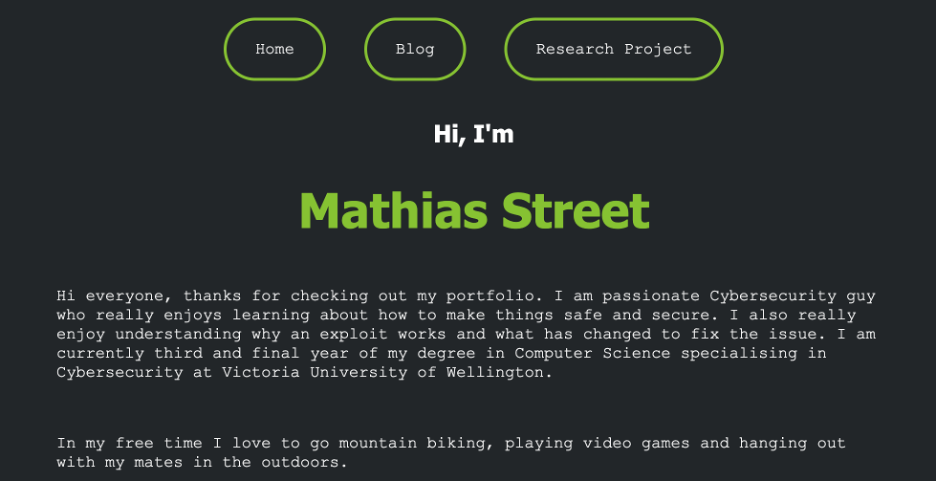 Home Blog Research Project
Hi, I'm
Mathias Street
Hi everyone, thanks for checking out my portfolio. I am passionate Cybersecurity guy
who really enjoys learning about how to make things safe and secure. I also really
enjoy understanding why an exploit works and what has changed to fix the issue. I am
currently third and final year of my degree in Computer Science specialising in
Cybersecurity at Victoria University of Wellington.
In my free time I love to go mountain biking, playing video games and hanging out
with my mates in the outdoors.